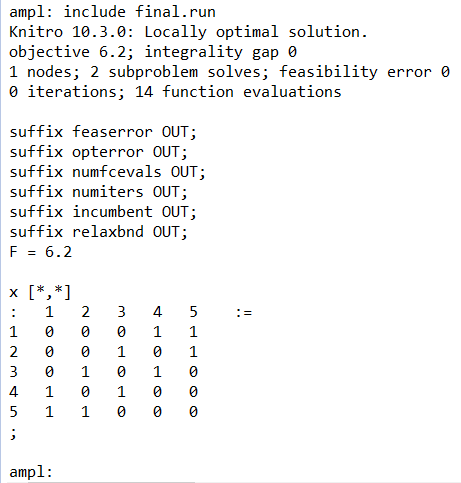 ampl: include final.run
Knitro 10.3.0: Locally optimal solution.
objective 6.2; integrality gap 0
1 nodes; 2 subproblem solves; feasibility error 0
0 iterations; 14 function evaluations

suffix feaserror OUT;
suffix opterror OUT;
suffix numfcevals OUT;
suffix numiters OUT;
suffix incumbent OUT;
suffix relaxbnd OUT;
F = 6.2

x [*,*]
:   1   2   3   4   5    :=
1   0   0   0   1   1
2   0   0   1   0   1
3   0   1   0   1   0
4   1   0   1   0   0
5   1   1   0   0   0
;

ampl: